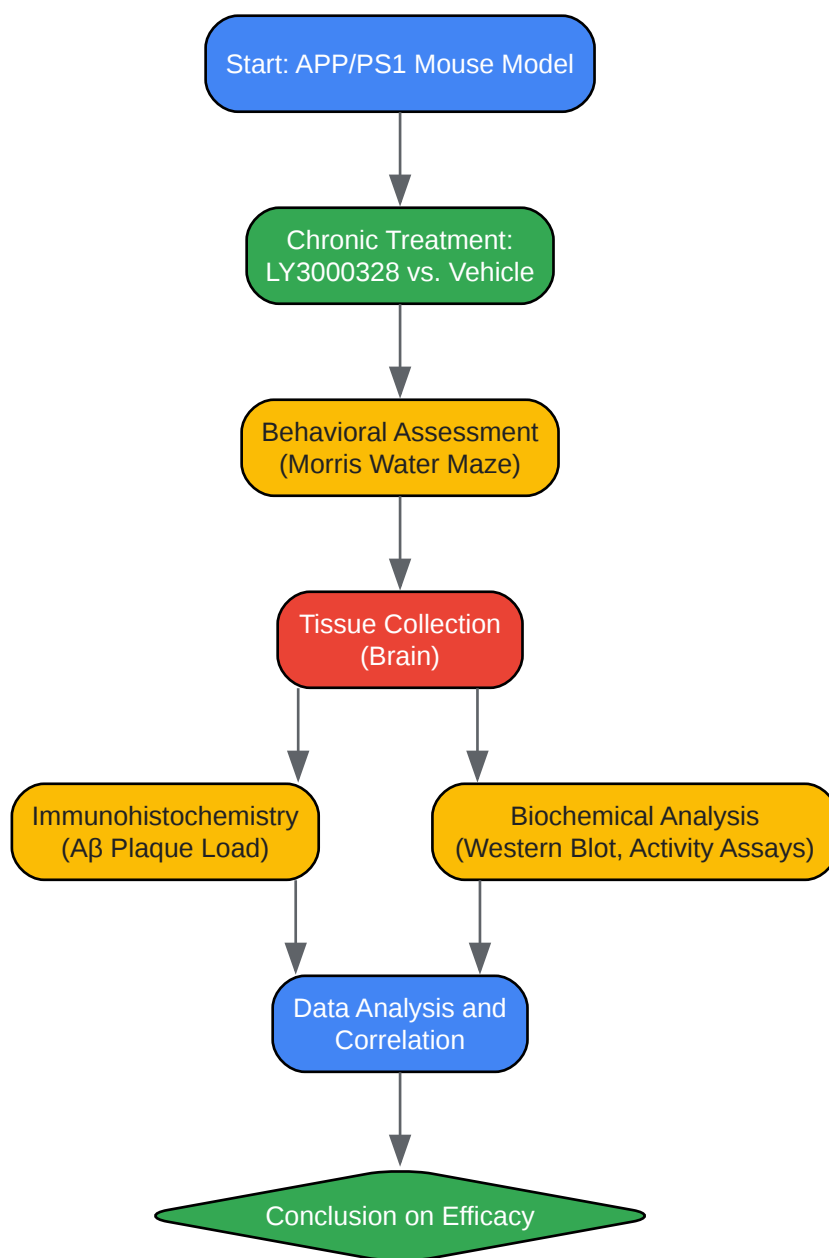 Start: APP/PS1 Mouse Model
Chronic Treatment:
LY3000328 vs. Vehicle
Behavioral Assessment
(Morris Water Maze)
Tissue Collection
(Brain)
Immunohistochemistry
(Aβ Plaque Load)
Biochemical Analysis
(Western Blot, Activity Assays)
Data Analysis and
Correlation
Conclusion on Efficacy